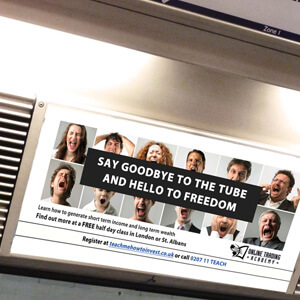 Zone 1
SAY GOODBYE TO THE TUBE
AND HELLO TO FREEDOM
Learn how to generate short term income and long term wealth
Find out more at a FREE half day class in London or St. Albans
Register at teachmehowtoinvest.co.uk or call 0207 11 TEACH
ONLINE TRADING
ACADEMY